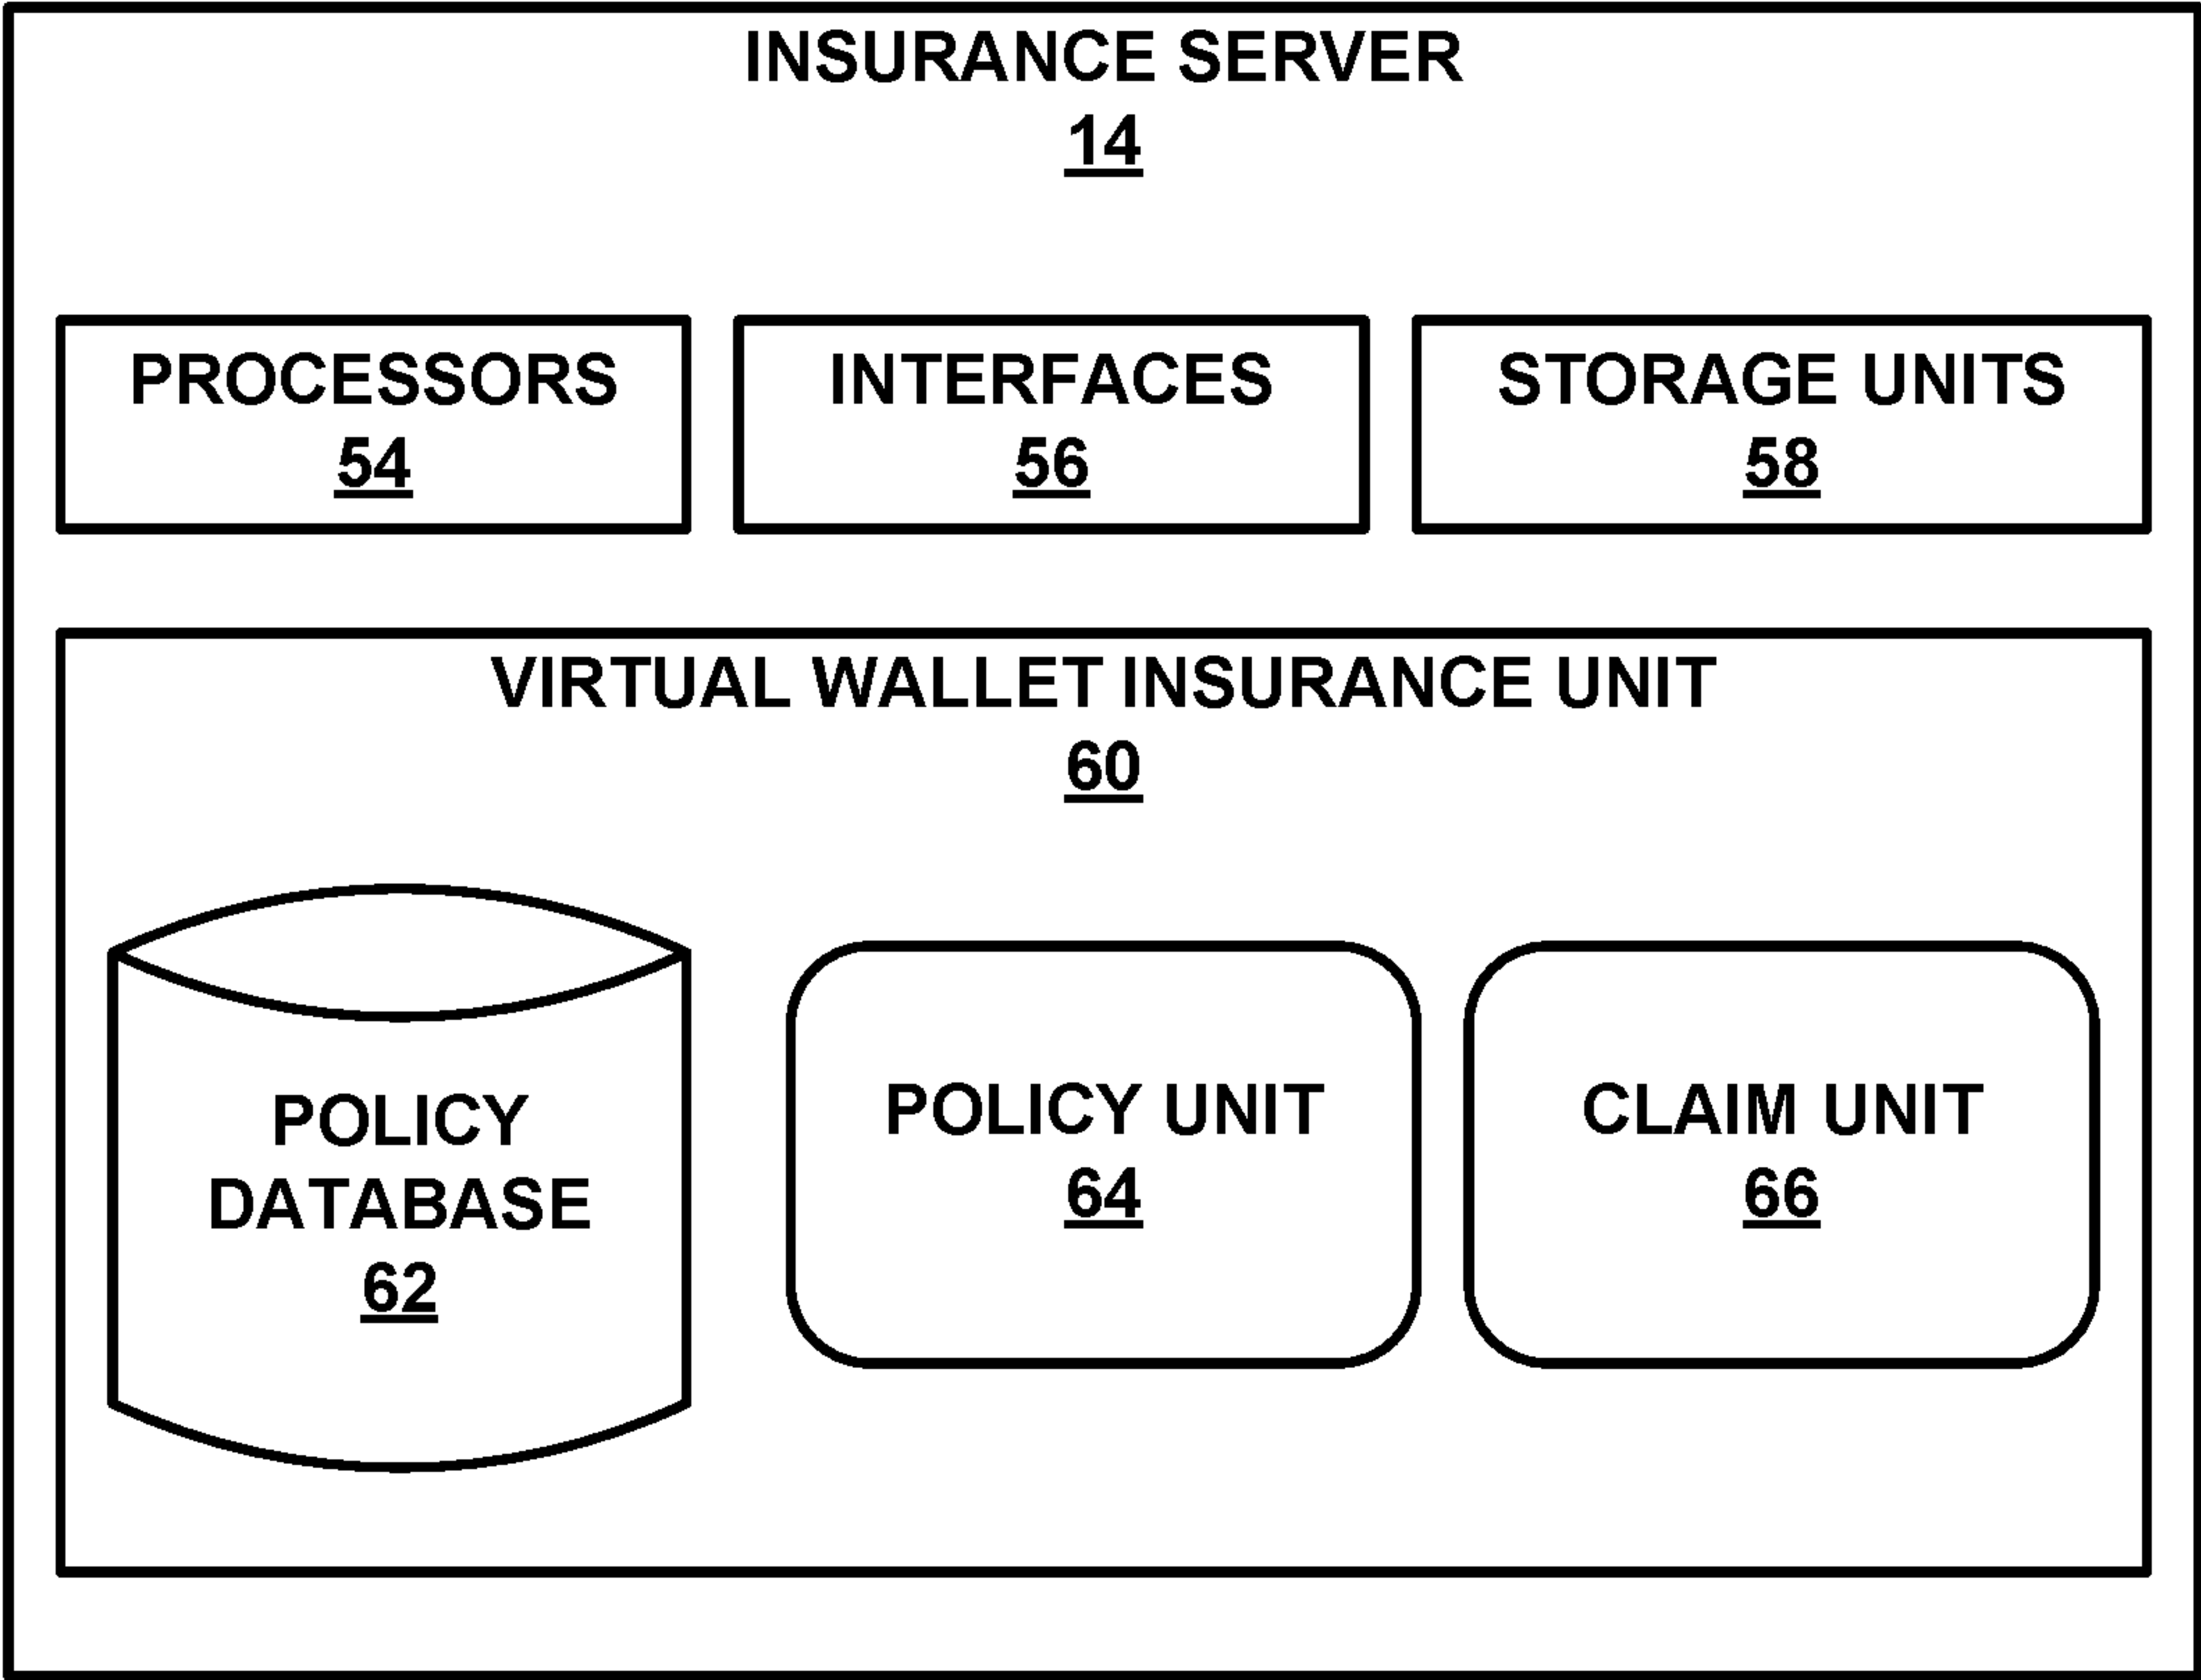 INSURANCE SERVER
14
PROCESSORS
54
INTERFACES
56
STORAGE UNITS
58
VIRTUAL WALLET INSURANCE UNIT
60
POLICY
DATABASE
62
POLICY UNIT
64
CLAIM UNIT
66